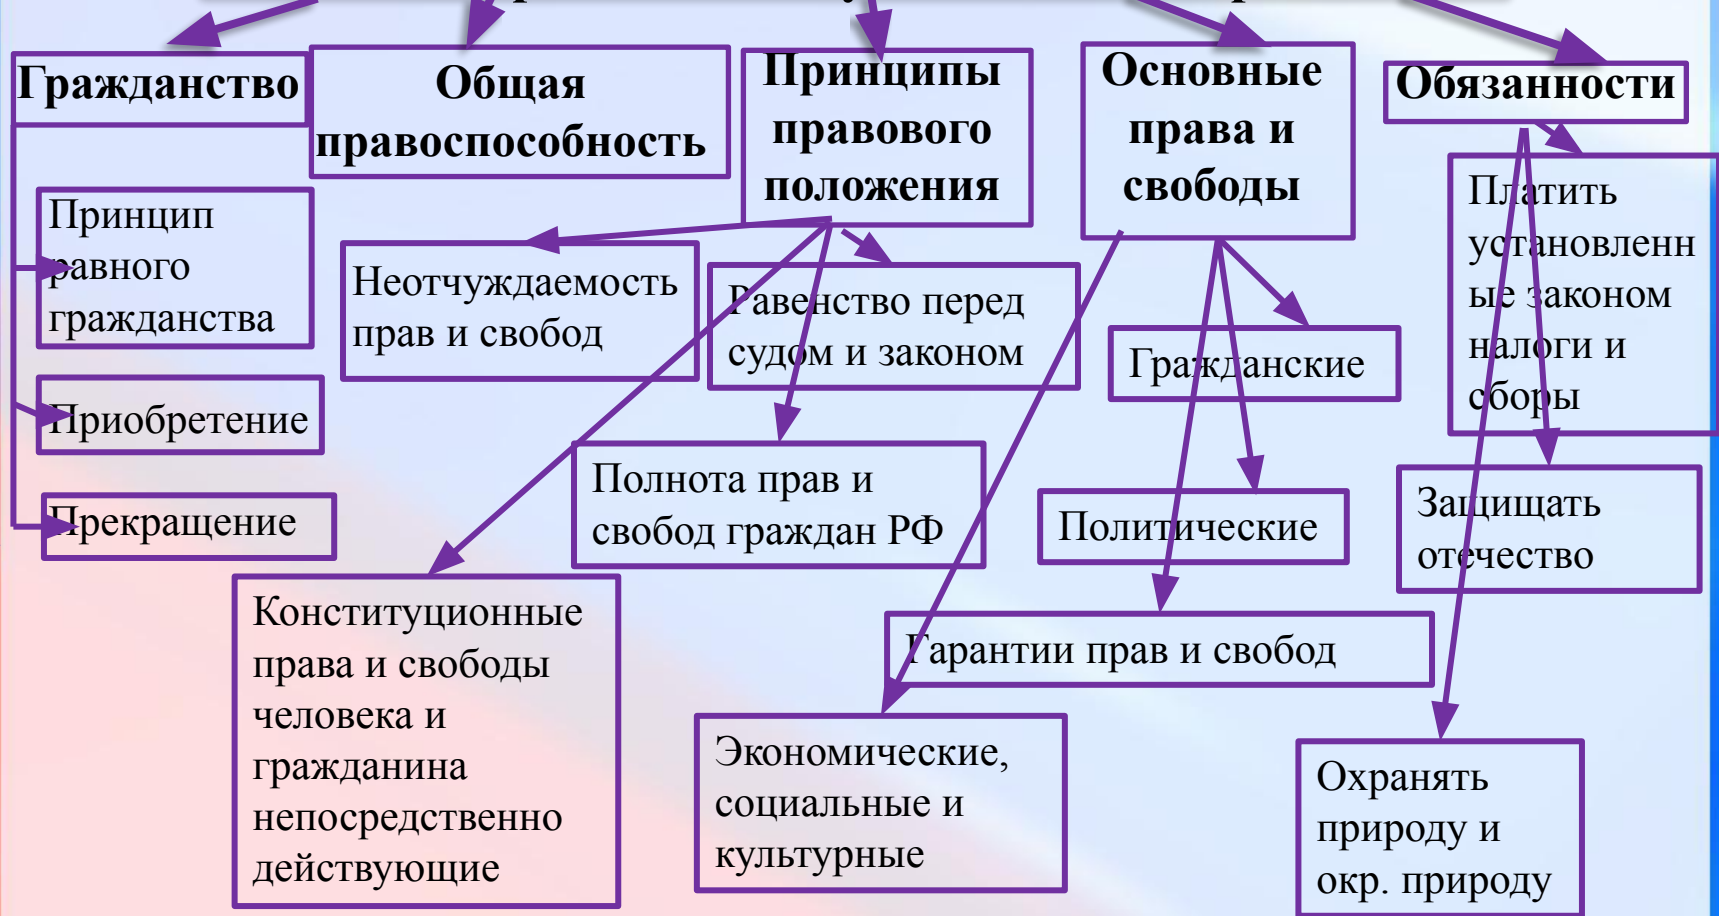 Гражданство
Общая
правоспособность
Принципы
правового
положения
Основные
права и
свободы
Обязанности
Принцип
равного
гражданства
Приобретение
Прекращение
Неотчуждаемость
прав и свобод
Равенство перед
судом и законом
Полнота прав и
свобод граждан РФ
Конституционные
права и свободы
человека и
гражданина
непосредственно
действующие
Гражданские
Политические
Гарантии прав и свобод
Экономические,
социальные и
культурные
Платить
установленн
ые законом
налоги и
сборы
Защищать
отечество
Охранять
природу и
окр. природу